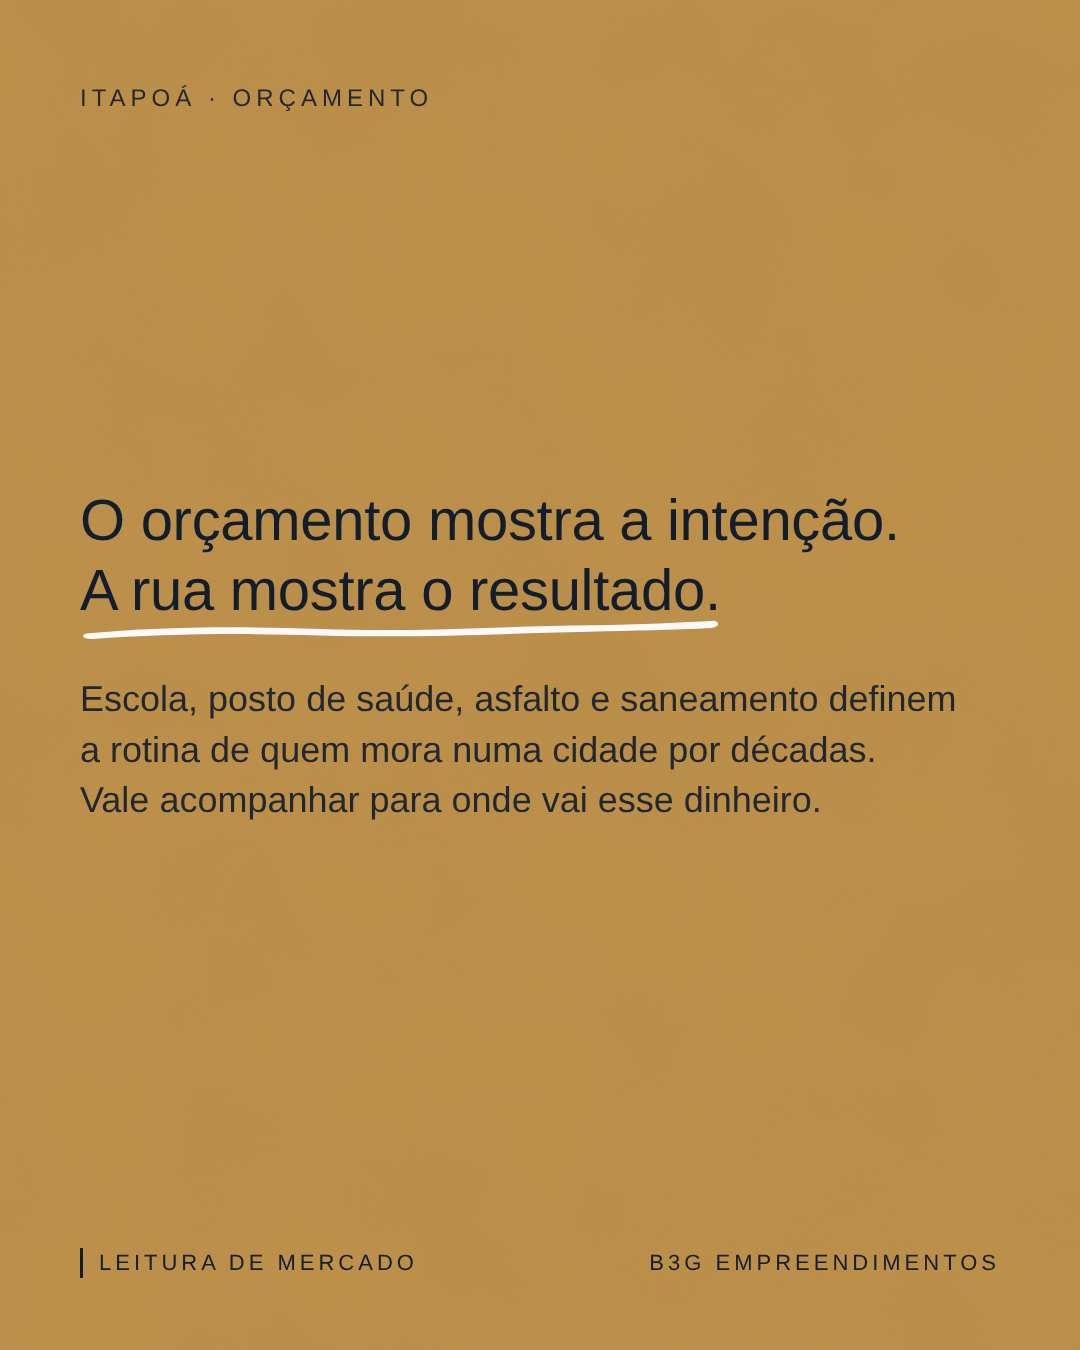 ITAPOÁ · ORÇAMENTO
O orçamento mostra a intenção.
A rua mostra o resultado.
Escola, posto de saúde, asfalto e saneamento definem
a rotina de quem mora numa cidade por décadas.
Vale acompanhar para onde vai esse dinheiro.
LEITURA DE MERCADO
B3G EMPREENDIMENTOS